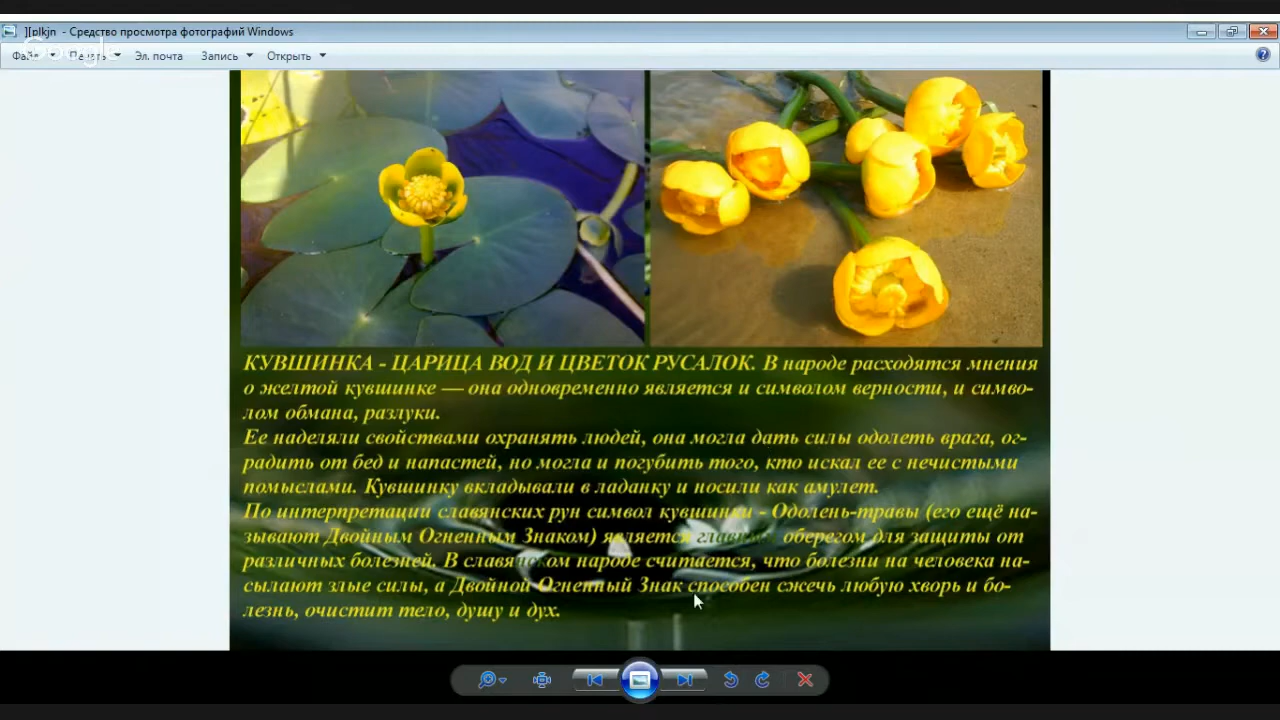 ][plkjn - Средство просмотра фотографий Windows
Файл Печать Эл. почта Запись Открыть
Google
КУВШИНКА - ЦАРИЦА ВОД И ЦВЕТОК РУСАЛОК. В народе расходятся мнения
о желтой кувшинке — она одновременно является и символом верности, и симво-
лом обмана, разлуки.
Ее наделяли свойствами охранять людей, она могла дать силы одолеть врага, ог-
радить от бед и напастей, но могла и погубить того, кто искал ее с нечистыми
помыслами. Кувшинку вкладывали в ладанку и носили как амулет.
По интерпретации славянских рун символ кувшинки - Одолень-травы (его ещё на-
зывают Двойным Огненным Знаком) является главным оберегом для защиты от
различных болезней. В славянском народе считается, что болезни на человека на-
сылают злые силы, а Двойной Огненный Знак способен сжечь любую хворь и бо-
лезнь, очистит тело, душу и дух.